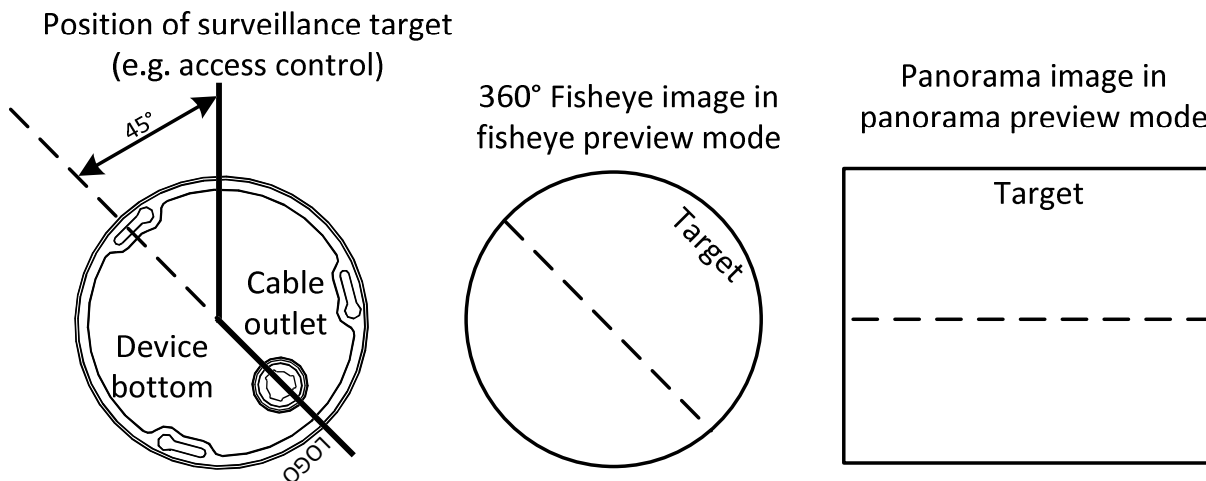 Position of surveillance target
(e.g. access control)
45°
Cable
outlet
Device
bottom
LOGO
360° Fisheye image in
fisheye preview mode
Target
Panorama image in
panorama preview mode
Target